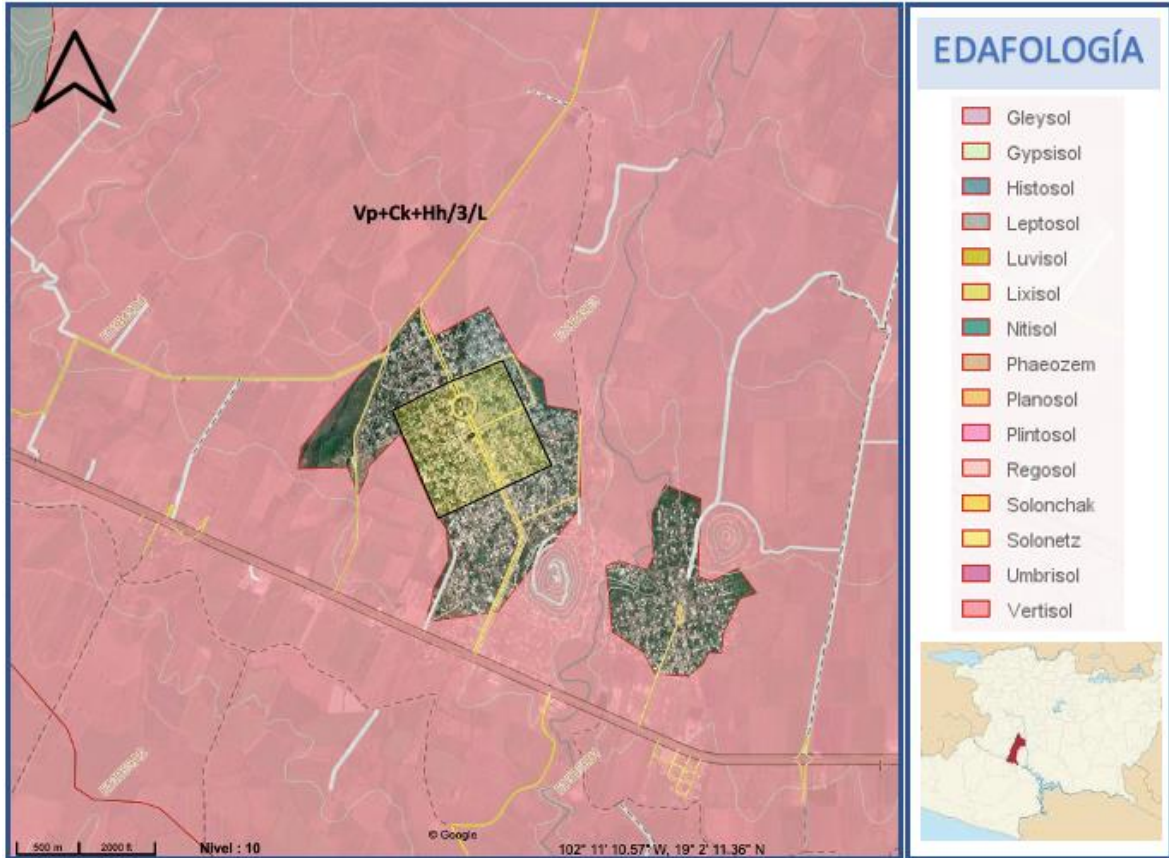 Vp+Ck+Hh/3/L
© Google
500 m
2000 ft
Nivel : 10
102° 11' 10.57" W, 19° 2' 11.36" N
EDAFOLOGÍA
Gleysol
Gypsisol
Histosol
Leptosol
Luvisol
Lixisol
Nitisol
Phaeozem
Planosol
Plintosol
Regosol
Solonchak
Solonetz
Umbrisol
Vertisol